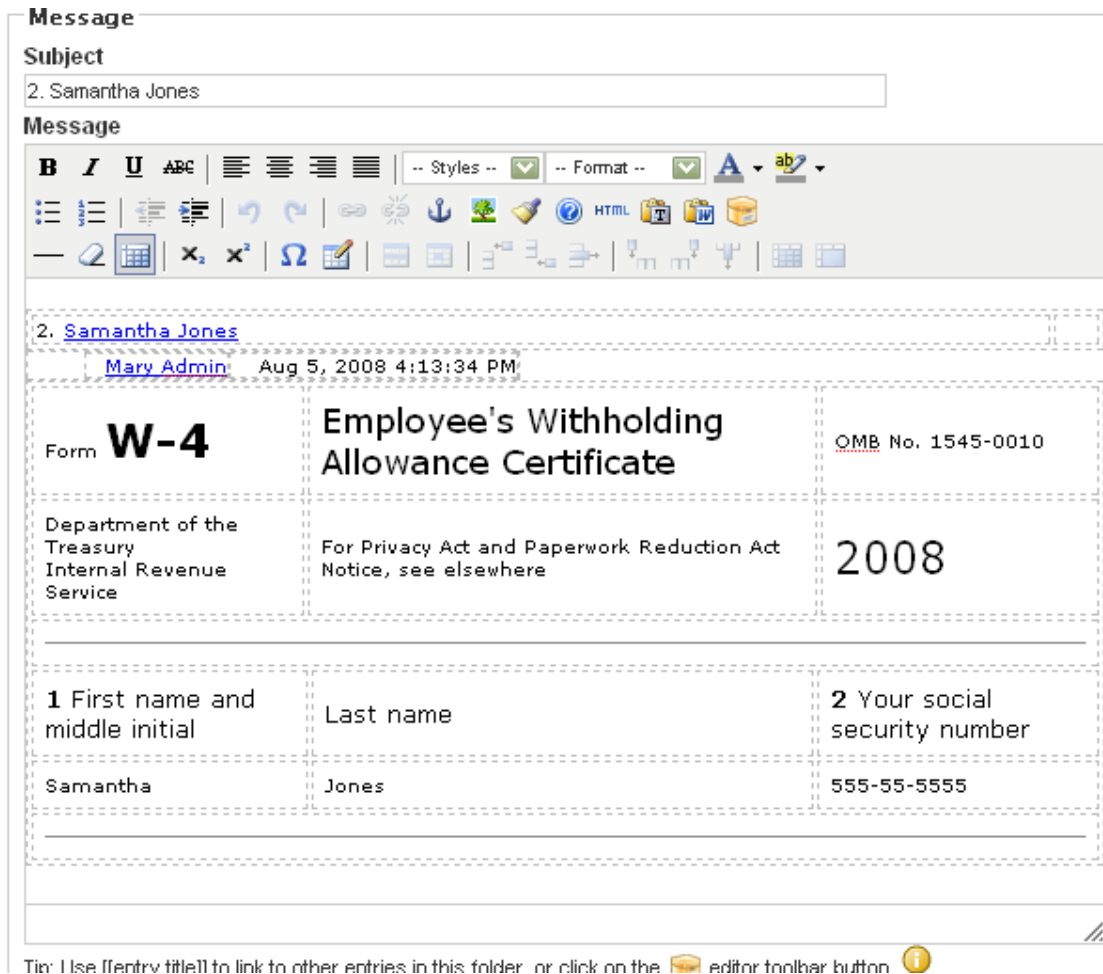 Message
Subject
2. Samantha Jones
Message
B I U ABC -- Styles -- -- Format -- A ab
HTML T W
x₂ x² Ω
2. Samantha Jones
Mary Admin Aug 5, 2008 4:13:34 PM
Form W-4
Employee's Withholding
Allowance Certificate
OMB No. 1545-0010
Department of the
Treasury
Internal Revenue
Service
For Privacy Act and Paperwork Reduction Act
Notice, see elsewhere
2008
1 First name and
middle initial
Last name
2 Your social
security number
Samantha
Jones
555-55-5555
Tip: Use [[entry title]] to link to other entries in this folder, or click on the editor toolbar button.